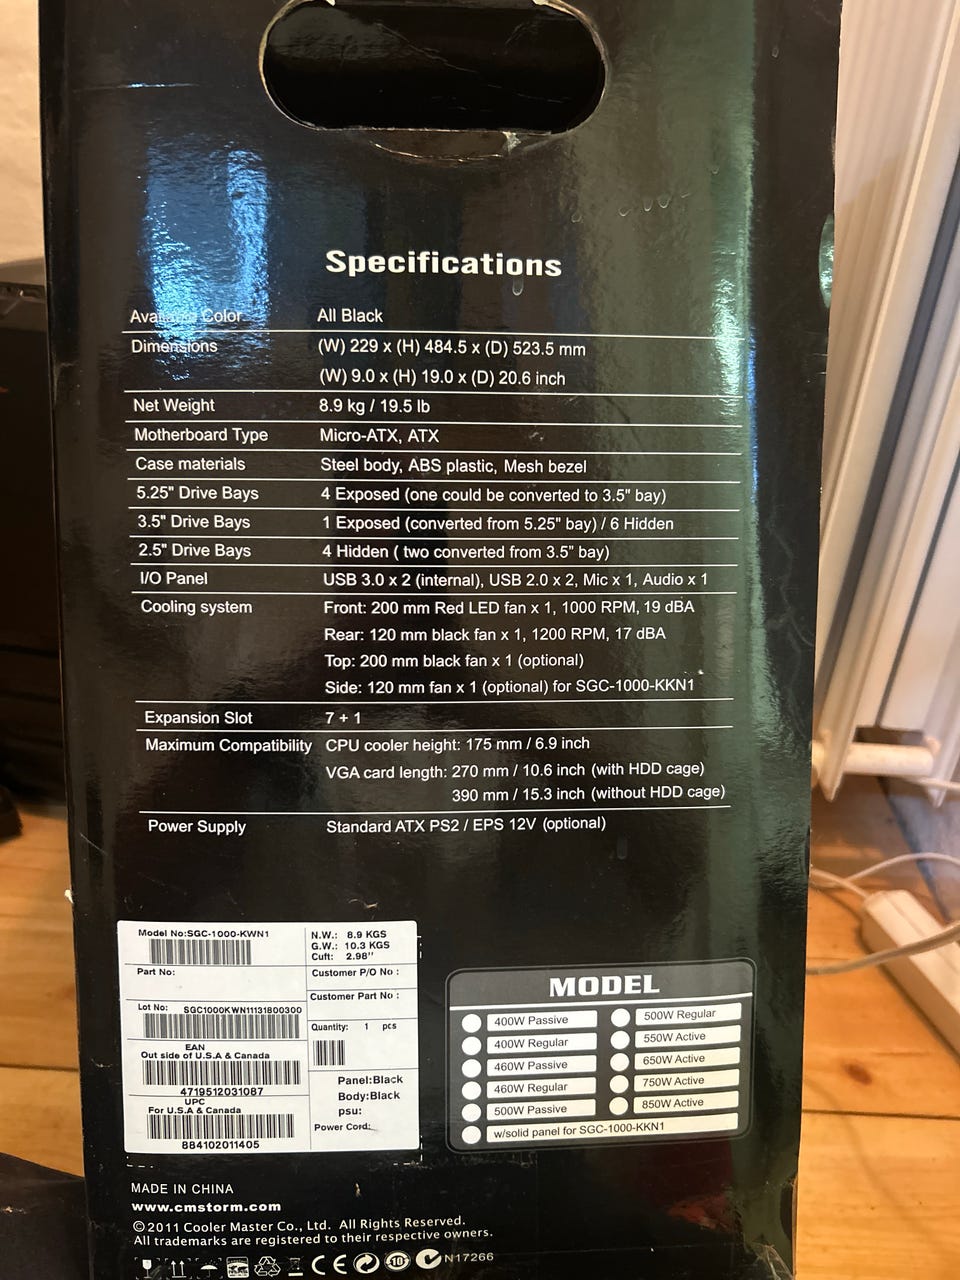 Specifications
Available Color All Black
Dimensions (W) 229 x (H) 484.5 x (D) 523.5 mm
(W) 9.0 x (H) 19.0 x (D) 20.6 inch
Net Weight 8.9 kg / 19.5 lb
Motherboard Type Micro-ATX, ATX
Case materials Steel body, ABS plastic, Mesh bezel
5.25" Drive Bays 4 Exposed (one could be converted to 3.5" bay)
3.5" Drive Bays 1 Exposed (converted from 5.25" bay) / 6 Hidden
2.5" Drive Bays 4 Hidden ( two converted from 3.5" bay)
I/O Panel USB 3.0 x 2 (internal), USB 2.0 x 2, Mic x 1, Audio x 1
Cooling system Front: 200 mm Red LED fan x 1, 1000 RPM, 19 dBA
Rear: 120 mm black fan x 1, 1200 RPM, 17 dBA
Top: 200 mm black fan x 1 (optional)
Side: 120 mm fan x 1 (optional) for SGC-1000-KKN1
Expansion Slot 7 + 1
Maximum Compatibility CPU cooler height: 175 mm / 6.9 inch
VGA card length: 270 mm / 10.6 inch (with HDD cage)
390 mm / 15.3 inch (without HDD cage)
Power Supply Standard ATX PS2 / EPS 12V (optional)
Model No:SGC-1000-KWN1
Part No:
Lot No: SGC1000KWN11131B00300
EAN
Out side of U.S.A & Canada
4719512031087
UPC
For U.S.A & Canada
884102011405
N.W.: 8.9 KGS
G.W.: 10.3 KGS
Cuft: 2.98''
Customer P/O No :
Customer Part No :
Quantity: 1 pcs
Panel:Black
Body:Black
psu:
Power Cord:
MODEL
400W Passive
400W Regular
460W Passive
460W Regular
500W Passive
500W Regular
550W Active
650W Active
750W Active
850W Active
w/solid panel for SGC-1000-KKN1
MADE IN CHINA
www.cmstorm.com
©2011 Cooler Master Co., Ltd. All Rights Reserved.
All trademarks are registered to their respective owners.
CE 10 N17266